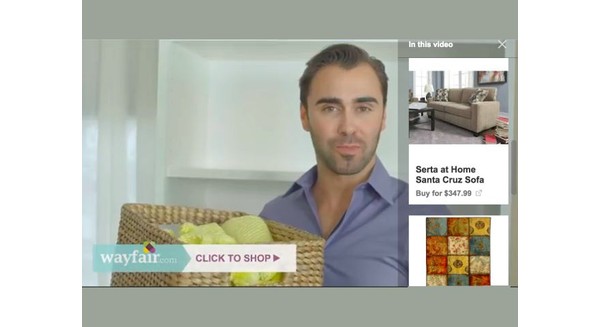 In this video
Serta at Home
Santa Cruz Sofa
Buy for $347.99
wayfair.com
CLICK TO SHOP